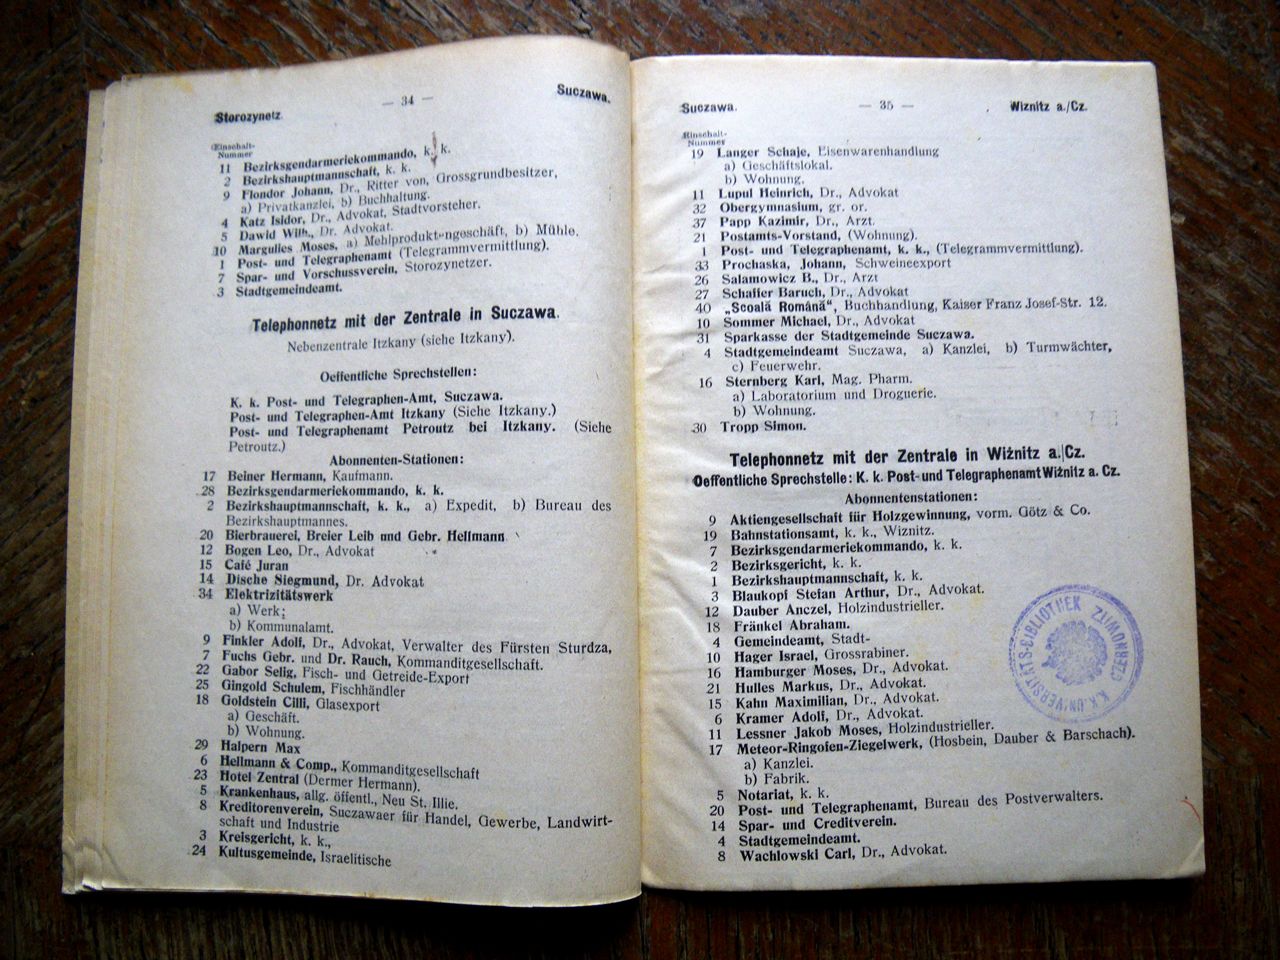 — 34 —
Storozynetz
Suczawa.
Einschalt-
Nummer
11 Bezirksgendarmeriekommando, k. k.
2 Bezirkshauptmannschaft, k. k.
9 Flondor Johann, Dr., Ritter von, Grossgrundbesitzer,
a) Privatkanzlei, b) Buchhaltung.
4 Katz Isidor, Dr., Advokat, Stadtvorsteher.
5 Dawid Wilh., Dr. Advokat.
10 Margulies Moses, a) Mehlproduktengeschäft, b) Mühle.
1 Post- und Telegraphenamt (Telegrammvermittlung).
7 Spar- und Vorschussverein, Storozynetzer.
3 Stadtgemeindeamt.
Telephonnetz mit der Zentrale in Suczawa.
Nebenzentrale Itzkany (siehe Itzkany).
Oeffentliche Sprechstellen:
K. k. Post- und Telegraphen-Amt, Suczawa.
Post- und Telegraphen-Amt Itzkany (Siehe Itzkany.)
Post- und Telegraphenamt Petroutz bei Itzkany. (Siehe
Petroutz.)
Abonnenten-Stationen:
17 Beiner Hermann, Kaufmann.
28 Bezirksgendarmeriekommando, k. k.
2 Bezirkshauptmannschaft, k. k., a) Expedit, b) Bureau des
Bezirkshauptmannes.
20 Bierbrauerei, Breier Leib und Gebr. Hellmann
12 Bogen Leo, Dr., Advokat
15 Café Juran
14 Dische Siegmund, Dr. Advokat
34 Elektrizitätswerk
a) Werk;
b) Kommunalamt.
9 Finkler Adolf, Dr., Advokat, Verwalter des Fürsten Sturdza,
7 Fuchs Gebr. und Dr. Rauch, Kommanditgesellschaft.
22 Gabor Selig, Fisch- und Getreide-Export
25 Gingold Schulem, Fischhändler
18 Goldstein Cilli, Glasexport
a) Geschäft.
b) Wohnung.
29 Halpern Max
6 Hellmann & Comp., Kommanditgesellschaft
23 Hotel Zentral (Dermer Hermann).
5 Krankenhaus, allg. öffentl., Neu St. Illie.
8 Kreditorenverein, Suczawaer für Handel, Gewerbe, Landwirt-
schaft und Industrie
3 Kreisgericht, k. k.,
24 Kultusgemeinde, Israelitische
Suczawa.
— 35 —
Wiznitz a./Cz.
Einschalt-
Nummer
19 Langer Schaje, Eisenwarenhandlung
a) Geschäftslokal.
b) Wohnung.
11 Lupul Heinrich, Dr., Advokat
32 Obergymnasium, gr. or.
37 Papp Kazimir, Dr., Arzt.
21 Postamts-Vorstand, (Wohnung).
1 Post- und Telegraphenamt, k. k., (Telegrammvermittlung).
33 Prochaska, Johann, Schweineexport
26 Salamowicz B., Dr., Arzt
27 Schafier Baruch, Dr., Advokat
40 „Scoală Română", Buchhandlung, Kaiser Franz Josef-Str. 12.
10 Sommer Michael, Dr., Advokat
31 Sparkasse der Stadtgemeinde Suczawa.
4 Stadtgemeindeamt Suczawa, a) Kanzlei, b) Turmwächter,
c) Feuerwehr.
16 Sternberg Karl, Mag. Pharm.
a) Laboratorium und Droguerie.
b) Wohnung.
30 Tropp Simon.
Telephonnetz mit der Zentrale in Wiżnitz a./Cz.
Oeffentliche Sprechstelle: K. k. Post- und Telegraphenamt Wiżnitz a. Cz.
Abonnentenstationen:
9 Aktiengesellschaft für Holzgewinnung, vorm. Götz & Co.
19 Bahnstationsamt, k. k., Wiznitz.
7 Bezirksgendarmeriekommando, k. k.
2 Bezirksgericht, k. k.
1 Bezirkshauptmannschaft, k. k.
3 Blaukopf Stefan Arthur, Dr., Advokat.
12 Dauber Anczel, Holzindustrieller.
18 Fränkel Abraham.
4 Gemeindeamt, Stadt-
10 Hager Israel, Grossrabiner.
16 Hamburger Moses, Dr., Advokat.
21 Hulles Markus, Dr., Advokat.
15 Kahn Maximilian, Dr., Advokat.
6 Kramer Adolf, Dr., Advokat.
11 Lessner Jakob Moses, Holzindustrieller.
17 Meteor-Ringofen-Ziegelwerk, (Hosbein, Dauber & Barschach).
a) Kanzlei.
b) Fabrik.
5 Notariat, k. k.
20 Post- und Telegraphenamt, Bureau des Postverwalters.
14 Spar- und Creditverein.
4 Stadtgemeindeamt.
8 Wachlowski Carl, Dr., Advokat.
K.K. UNIVERSITÄTS-BIBLIOTHEK CZERNOWITZ